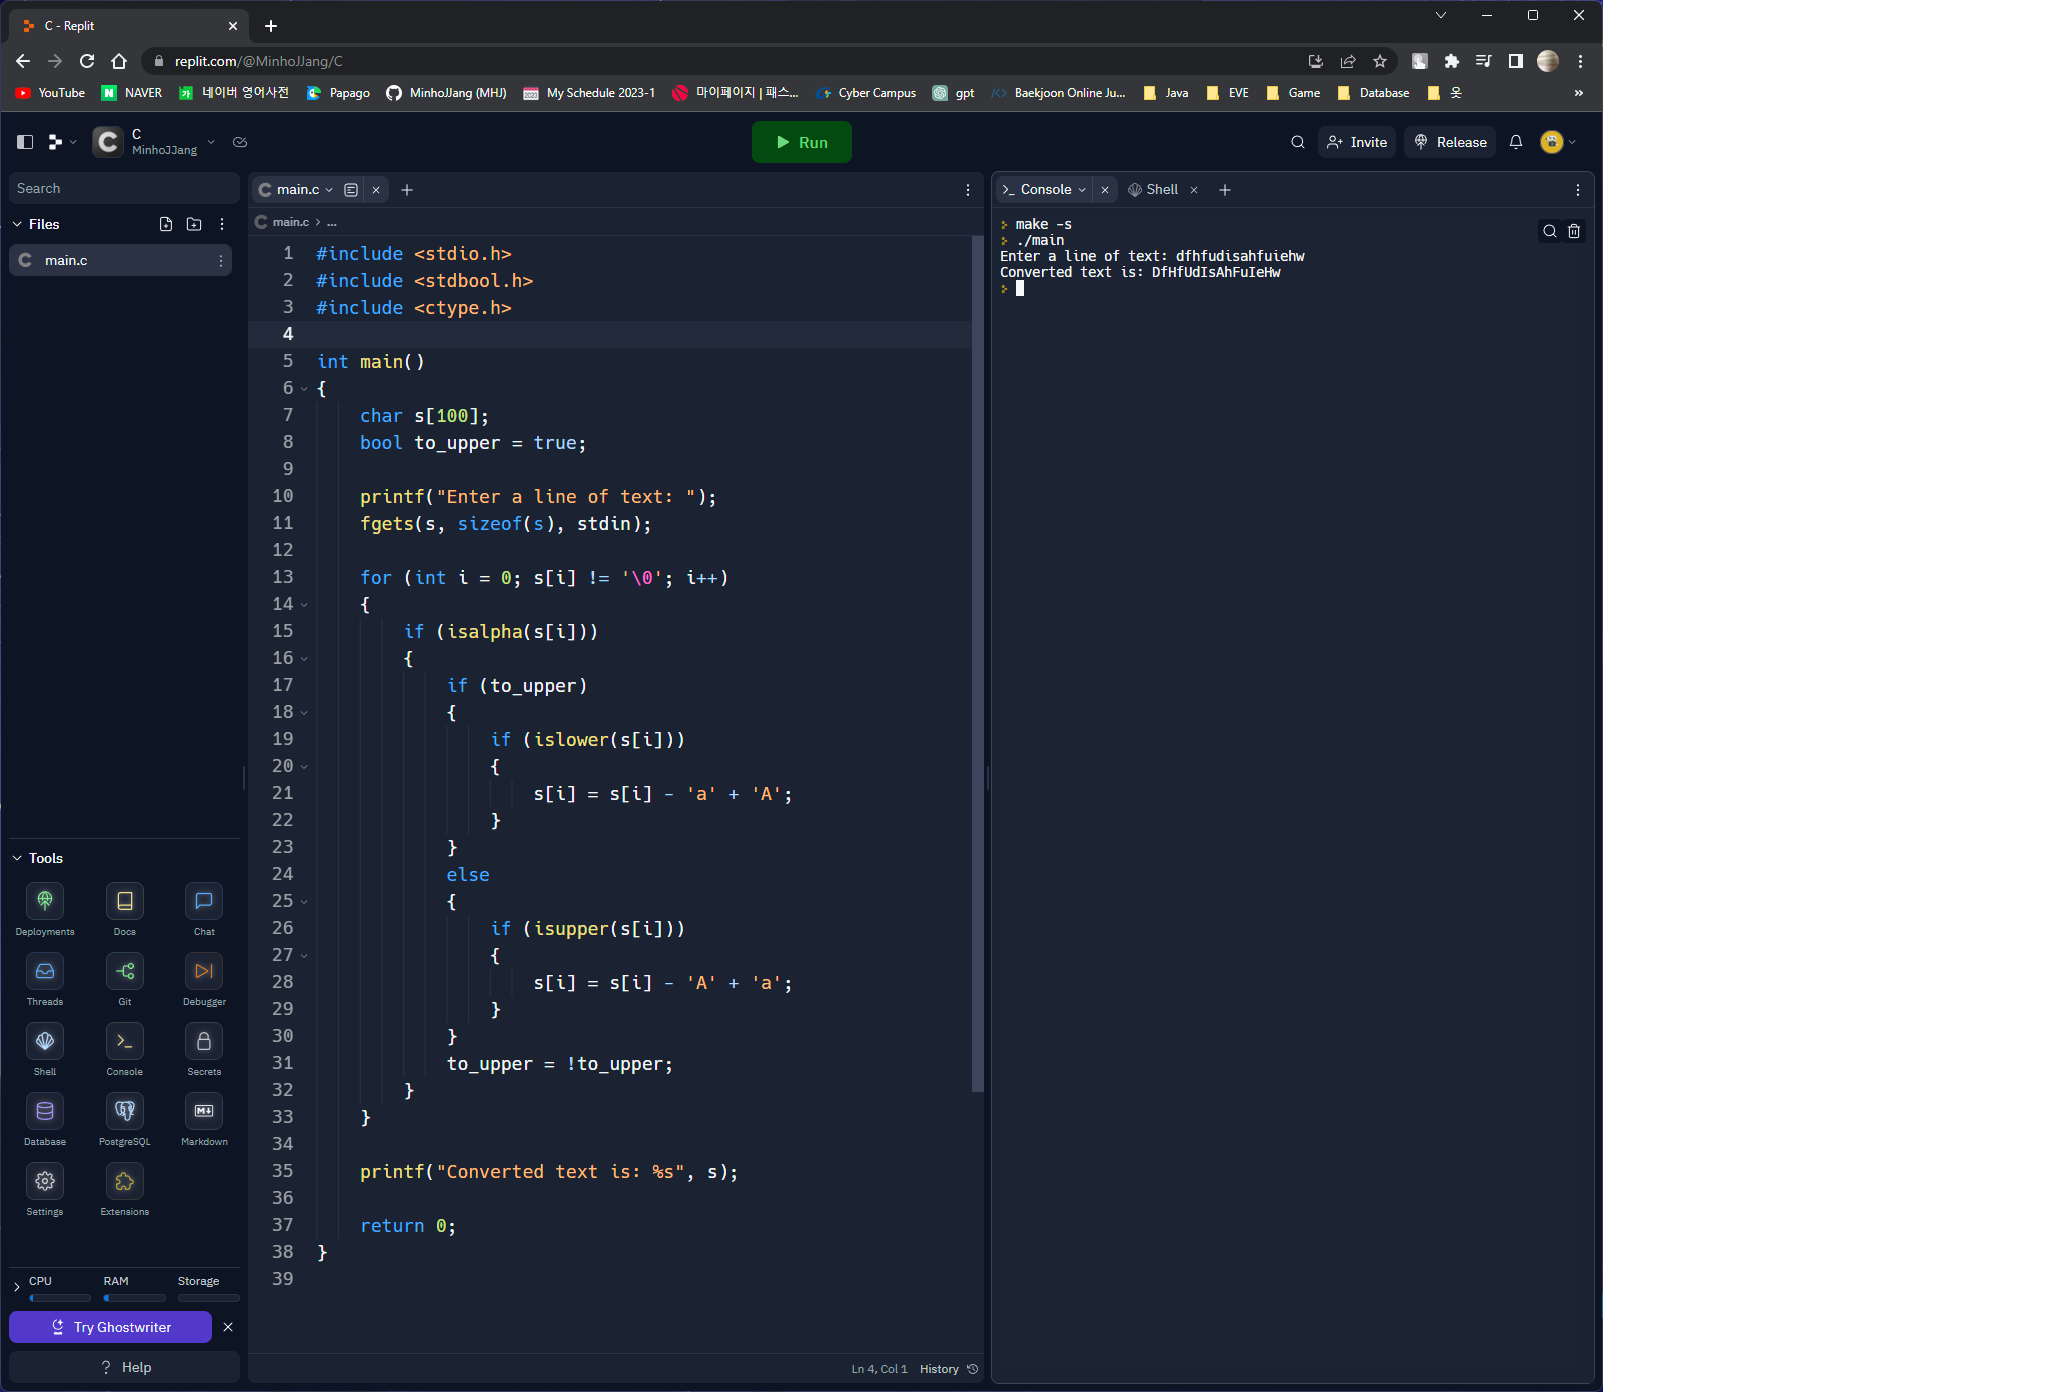 C - Replit
replit.com/@MinhoJJang/C
YouTube NAVER 네이버 영어사전 Papago MinhoJJang (MHJ) My Schedule 2023-1 마이페이지 | 패스... Cyber Campus gpt Baekjoon Online Ju... Java EVE Game Database 옷
C
MinhoJJang
Run
Invite
Release
Search
Files
main.c
main.c
main.c > ...
1 #include <stdio.h>
2 #include <stdbool.h>
3 #include <ctype.h>
4
5 int main()
6 {
7 char s[100];
8 bool to_upper = true;
9
10 printf("Enter a line of text: ");
11 fgets(s, sizeof(s), stdin);
12
13 for (int i = 0; s[i] != '\0'; i++)
14 {
15 if (isalpha(s[i]))
16 {
17 if (to_upper)
18 {
19 if (islower(s[i]))
20 {
21 s[i] = s[i] - 'a' + 'A';
22 }
23 }
24 else
25 {
26 if (isupper(s[i]))
27 {
28 s[i] = s[i] - 'A' + 'a';
29 }
30 }
31 to_upper = !to_upper;
32 }
33 }
34
35 printf("Converted text is: %s", s);
36
37 return 0;
38 }
39
Ln 4, Col 1 History
Console Shell
make -s
./main
Enter a line of text: dfhfudisahfuiehw
Converted text is: DfHfUdIsAhFuIeHw
Tools
Deployments Docs Chat
Threads Git Debugger
Shell Console Secrets
Database PostgreSQL Markdown
Settings Extensions
CPU RAM Storage
Try Ghostwriter
? Help